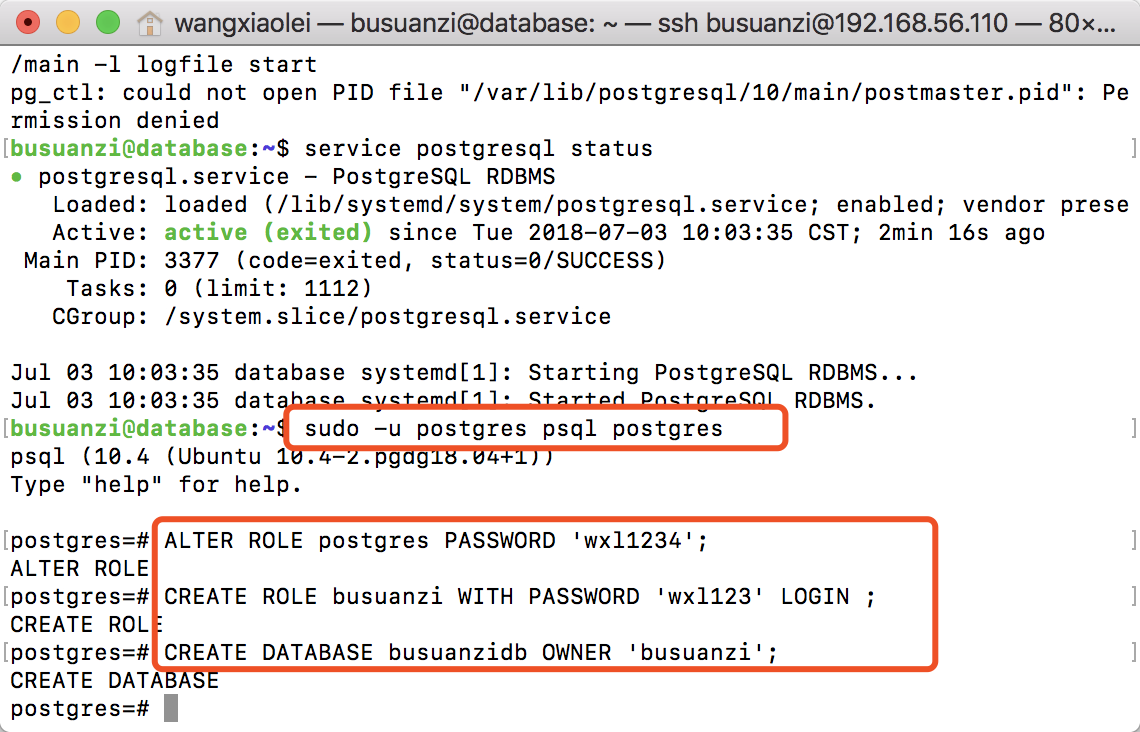 wangxiaolei — busuanzi@database: ~ — ssh busuanzi@192.168.56.110 — 80×...
/main -l logfile start
pg_ctl: could not open PID file "/var/lib/postgresql/10/main/postmaster.pid": Pe
rmission denied
[busuanzi@database:~$ service postgresql status ]
● postgresql.service - PostgreSQL RDBMS
Loaded: loaded (/lib/systemd/system/postgresql.service; enabled; vendor prese
Active: active (exited) since Tue 2018-07-03 10:03:35 CST; 2min 16s ago
Main PID: 3377 (code=exited, status=0/SUCCESS)
Tasks: 0 (limit: 1112)
CGroup: /system.slice/postgresql.service
Jul 03 10:03:35 database systemd[1]: Starting PostgreSQL RDBMS...
Jul 03 10:03:35 database systemd[1]: Started PostgreSQL RDBMS.
[busuanzi@database:~$ sudo -u postgres psql postgres ]
psql (10.4 (Ubuntu 10.4-2.pgdg18.04+1))
Type "help" for help.
[postgres=# ALTER ROLE postgres PASSWORD 'wxl1234'; ]
ALTER ROLE
[postgres=# CREATE ROLE busuanzi WITH PASSWORD 'wxl123' LOGIN ; ]
CREATE ROLE
[postgres=# CREATE DATABASE busuanzidb OWNER 'busuanzi'; ]
CREATE DATABASE
postgres=#